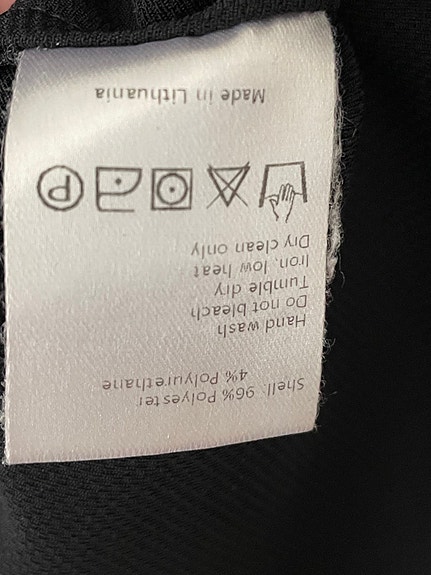 Shell: 96% Polyester
4% Polyurethane
Hand wash
Do not bleach
Tumble dry
Iron, low heat
Dry clean only
P
Made in Lithuania